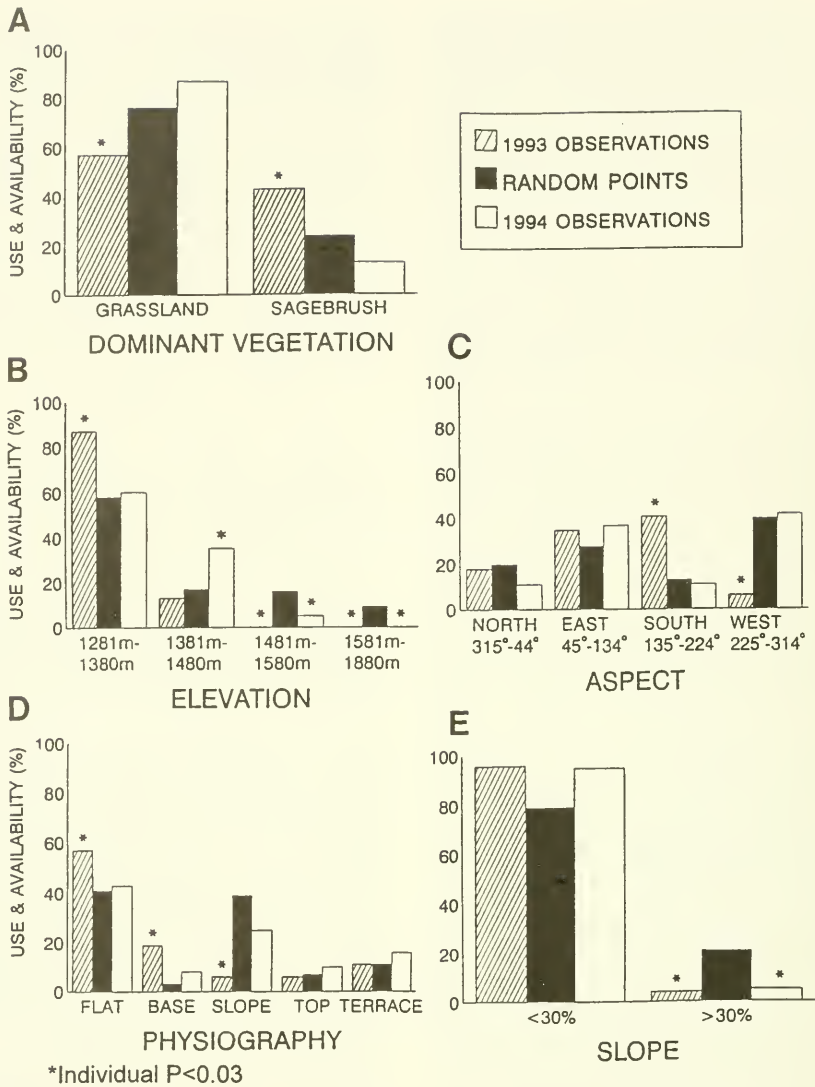 A
USE & AVAILABILITY (%)
100
80
60
40
20
0
* *
GRASSLAND SAGEBRUSH
DOMINANT VEGETATION
1993 OBSERVATIONS
RANDOM POINTS
1994 OBSERVATIONS
B
USE & AVAILABILITY (%)
100
80
60
40
20
0
* * * * * *
1281m-1380m 1381m-1480m 1481m-1580m 1581m-1880m
ELEVATION
C
100
80
60
40
20
0
* *
NORTH EAST SOUTH WEST
315°-44° 45°-134° 135°-224° 225°-314°
ASPECT
D
USE & AVAILABILITY (%)
100
80
60
40
20
0
* * *
FLAT BASE SLOPE TOP TERRACE
PHYSIOGRAPHY
*Individual P<0.03
E
100
80
60
40
20
0
* *
<30% >30%
SLOPE